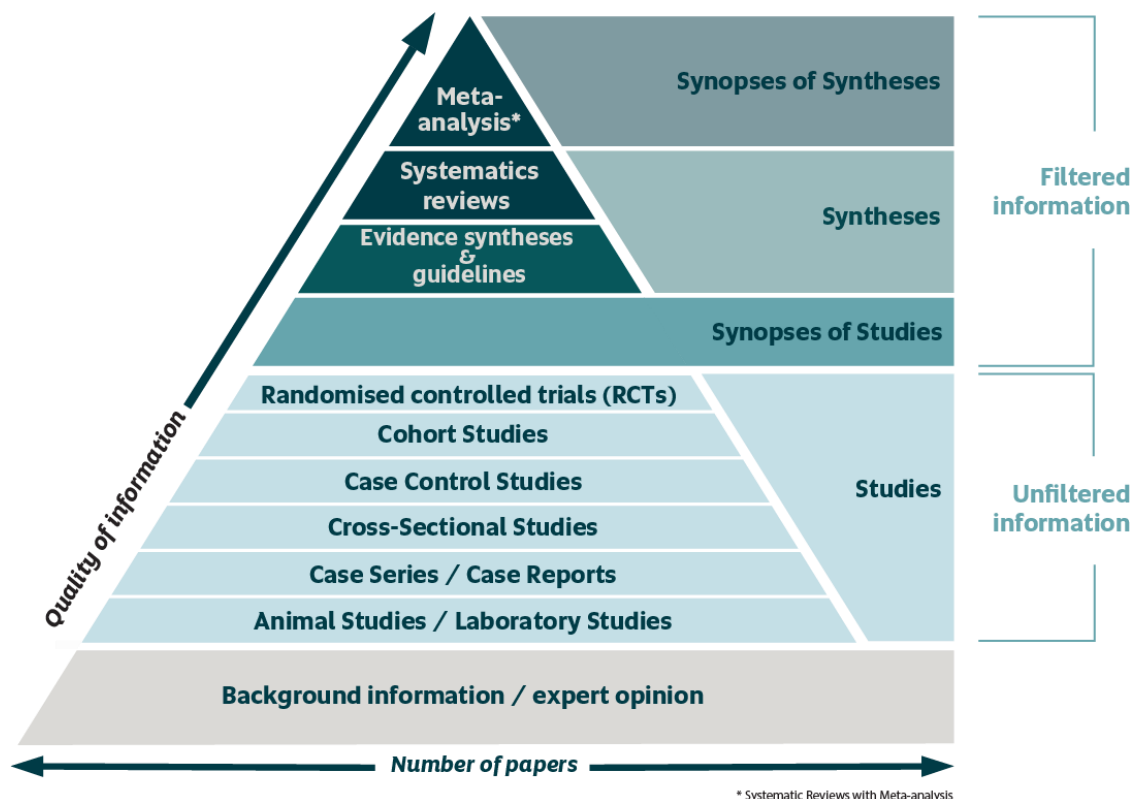 Meta-
analysis*
Synopses of Syntheses
Systematics
reviews
Syntheses
Filtered
information
Evidence syntheses
&
guidelines
Synopses of Studies
Randomised controlled trials (RCTs)
Cohort Studies
Case Control Studies
Studies
Unfiltered
information
Cross-Sectional Studies
Case Series / Case Reports
Animal Studies / Laboratory Studies
Quality of information
Background information / expert opinion
Number of papers
* Systematic Reviews with Meta-analysis